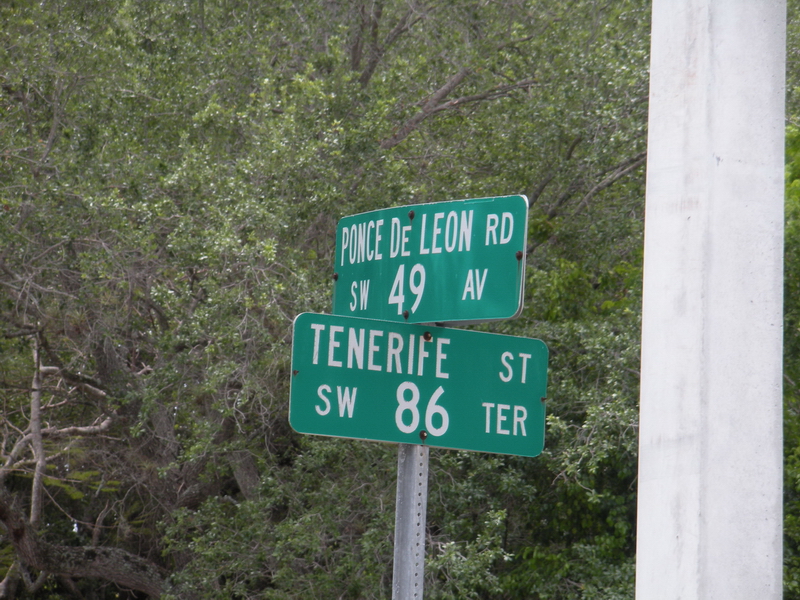 PONCE DE LEON RD
SW 49 AV
TENERIFE ST
SW 86 TER